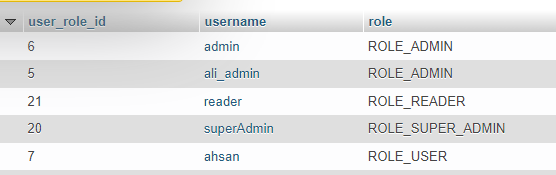 user_role_id username role
6 admin ROLE_ADMIN
5 ali_admin ROLE_ADMIN
21 reader ROLE_READER
20 superAdmin ROLE_SUPER_ADMIN
7 ahsan ROLE_USER